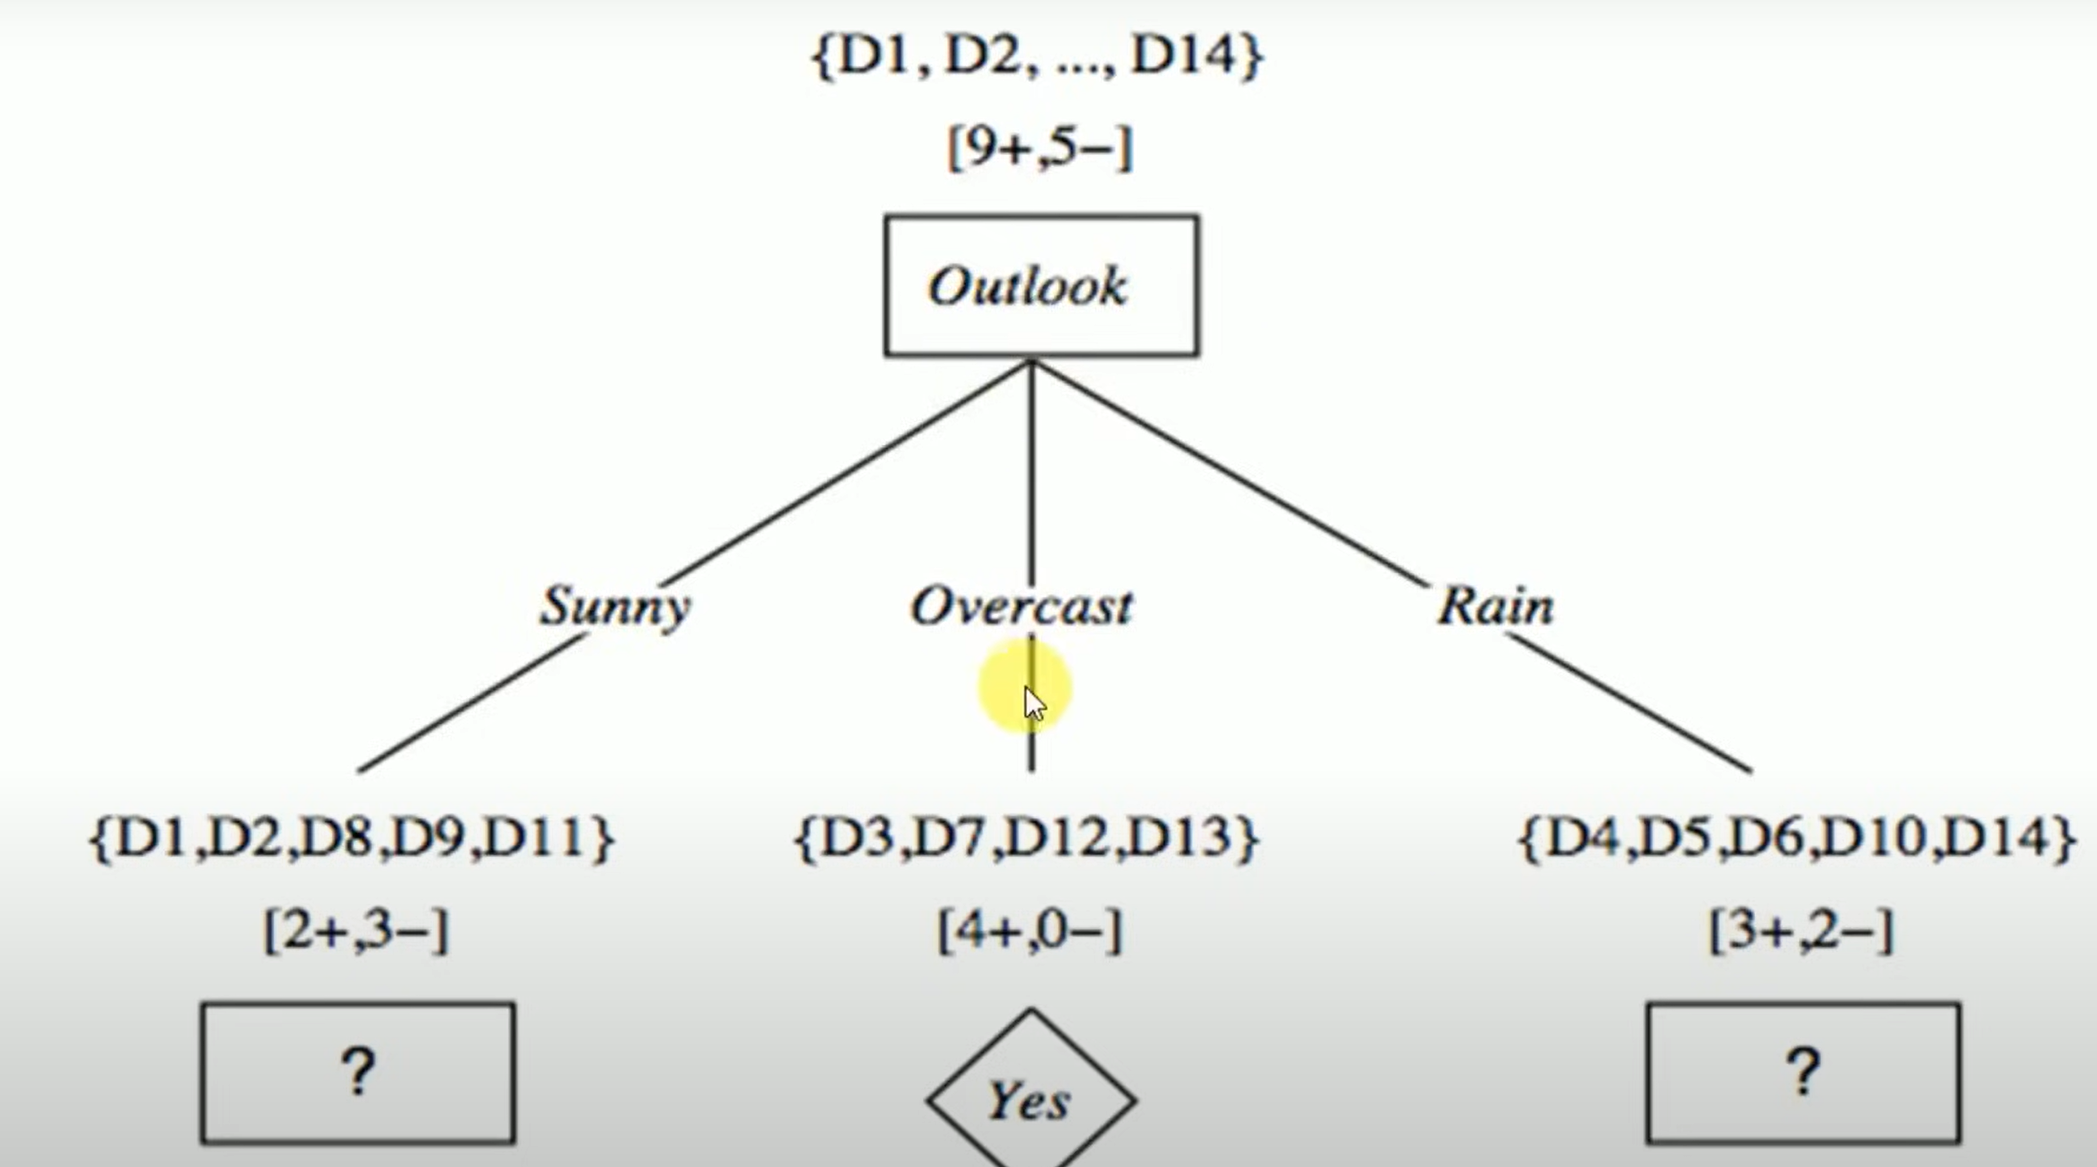 {D1, D2, ..., D14}
[9+,5−]
Outlook
Sunny
Overcast
Rain
{D1,D2,D8,D9,D11}
{D3,D7,D12,D13}
{D4,D5,D6,D10,D14}
[2+,3−]
[4+,0−]
[3+,2−]
?
Yes
?